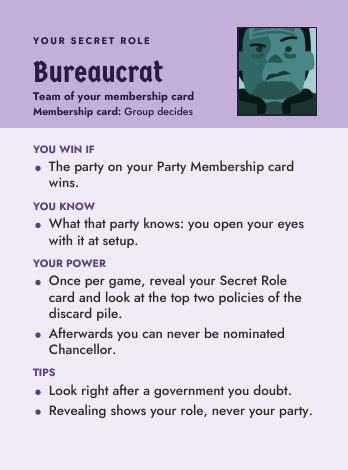 YOUR SECRET ROLE
Bureaucrat
Team of your membership card
Membership card: Group decides
YOU WIN IF
• The party on your Party Membership card
wins.
YOU KNOW
• What that party knows: you open your eyes
with it at setup.
YOUR POWER
• Once per game, reveal your Secret Role
card and look at the top two policies of the
discard pile.
• Afterwards you can never be nominated
Chancellor.
TIPS
• Look right after a government you doubt.
• Revealing shows your role, never your party.